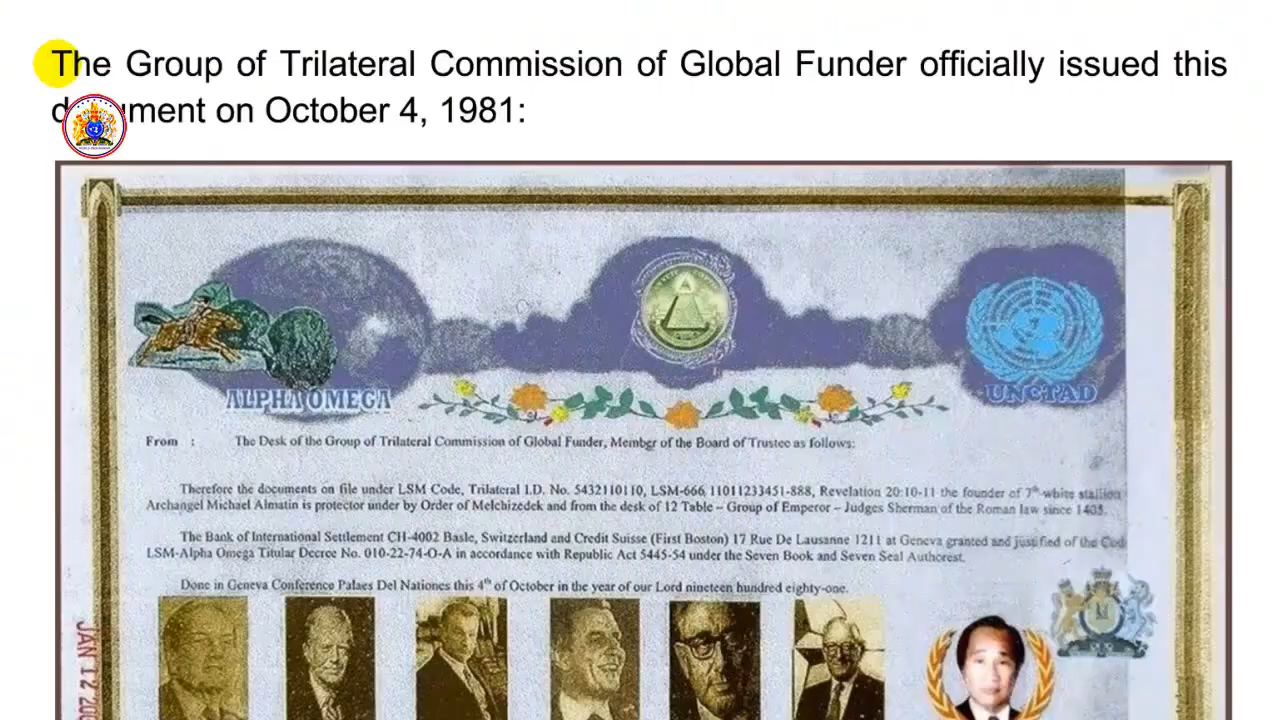 The Group of Trilateral Commission of Global Funder officially issued this
document on October 4, 1981:
ALPHA OMEGA
UNCTAD
From : The Desk of the Group of Trilateral Commission of Global Funder, Member of the Board of Trustee as follows:
Therefore the documents on file under LSM Code, Trilateral I.D. No. 5432110110, LSM-666 11011233451-888, Revelation 20:10-11 the founder of 7th white stallion
Archangel Michael Almatin is protector under by Order of Melchizedek and from the desk of 12 Table – Group of Emperor – Judges Sherman of the Roman law since 1405.
The Bank of International Settlement CH-4002 Basle, Switzerland and Credit Suisse (First Boston) 17 Rue De Lausanne 1211 at Geneva granted and justified of the Code
LSM-Alpha Omega Titular Decree No. 010-22-74-O-A in accordance with Republic Act 5445-54 under the Seven Book and Seven Seal Authorest.
Done in Geneva Conference Palaes Del Nationes this 4th of October in the year of our Lord nineteen hundred eighty-one.
JAN 12